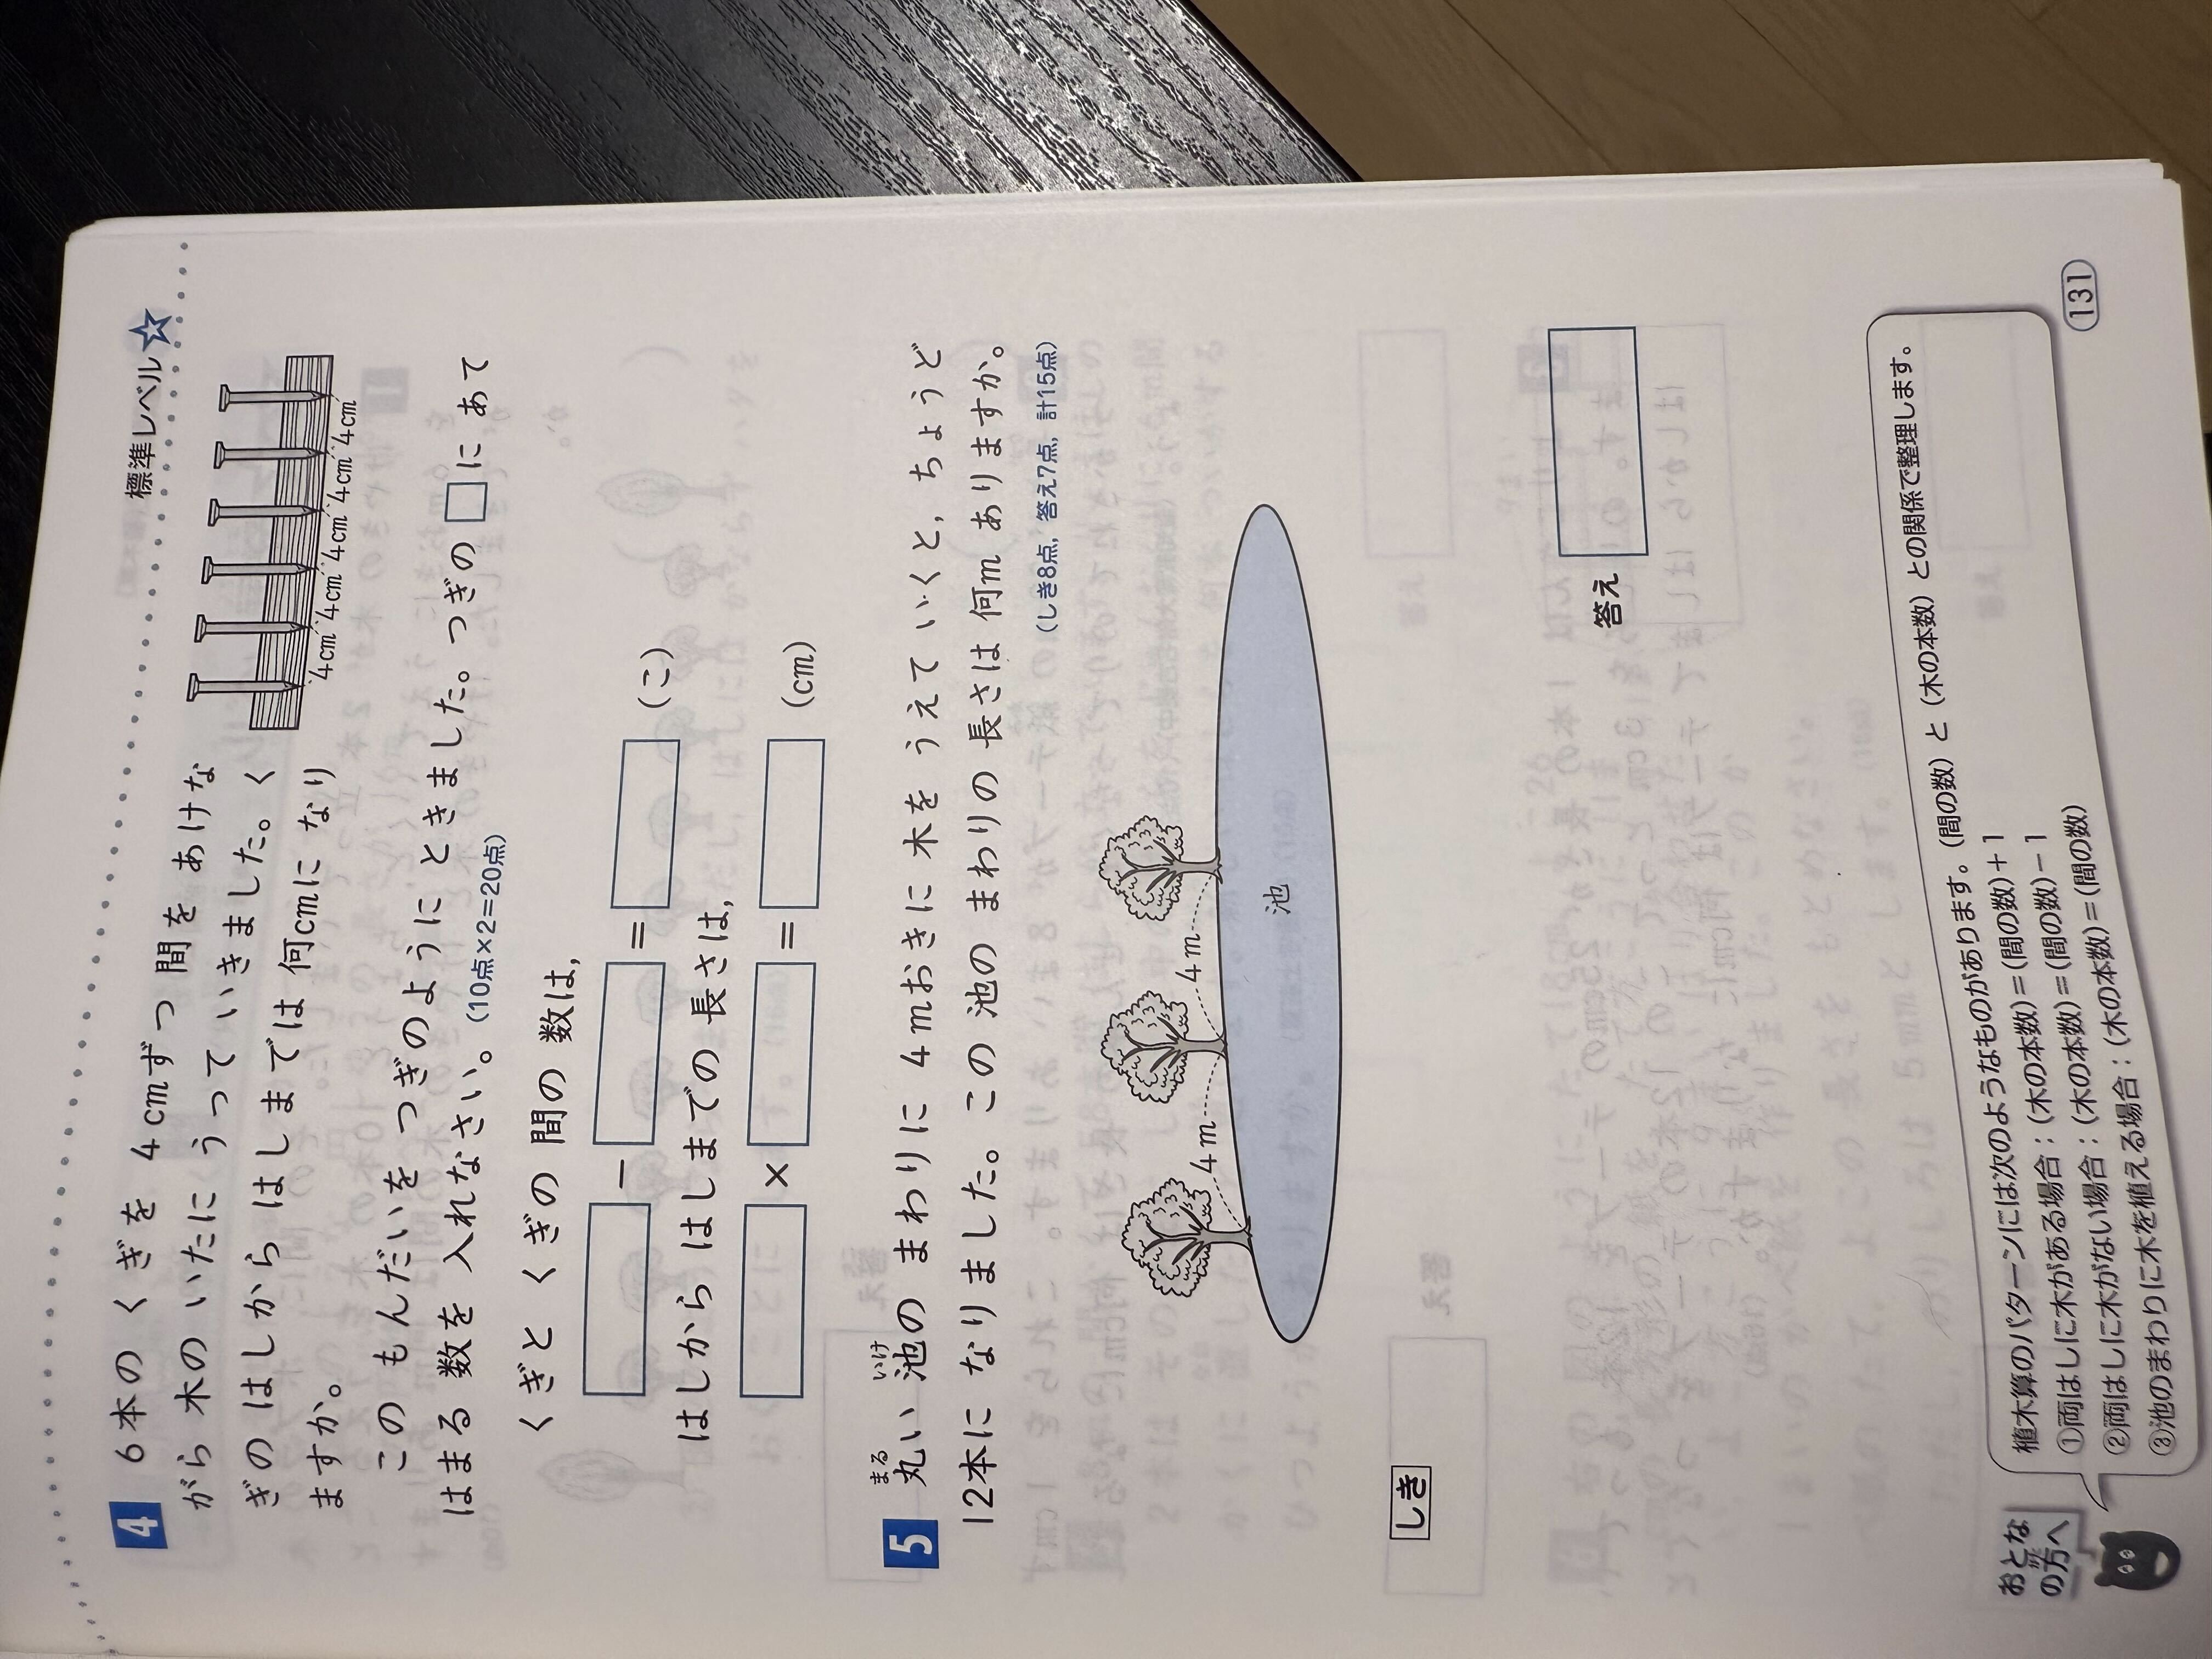 標準レベル
4 6本の くぎを 4cmずつ 間を あけな
がら 木の いたに うって いきました。く
ぎの はしから はしまでは 何cmに なり
ますか。
4cm 4cm 4cm 4cm 4cm
この もんだいを つぎのように ときました。つぎの □に あて
はまる 数を 入れなさい。(10点×2=20点)
くぎと くぎの 間の 数は,
− = (こ)
はしから はしまでの 長さは,
× = (cm)
まる いけ
5 丸い 池の まわりに 4mおきに 木を うえて いくと, ちょうど
12本に なりました。この 池の まわりの 長さは 何m ありますか。
(しき8点, 答え7点, 計15点)
4m 4m
池
しき
答え
おとな
の方へ
植木算のパターンには次のようなものがあります。(間の数) と (木の本数) との関係で整理します。
①両はしに木がある場合:(木の本数)=(間の数)+1
②両はしに木がない場合:(木の本数)=(間の数)−1
③池のまわりに木を植える場合:(木の本数)=(間の数)
131